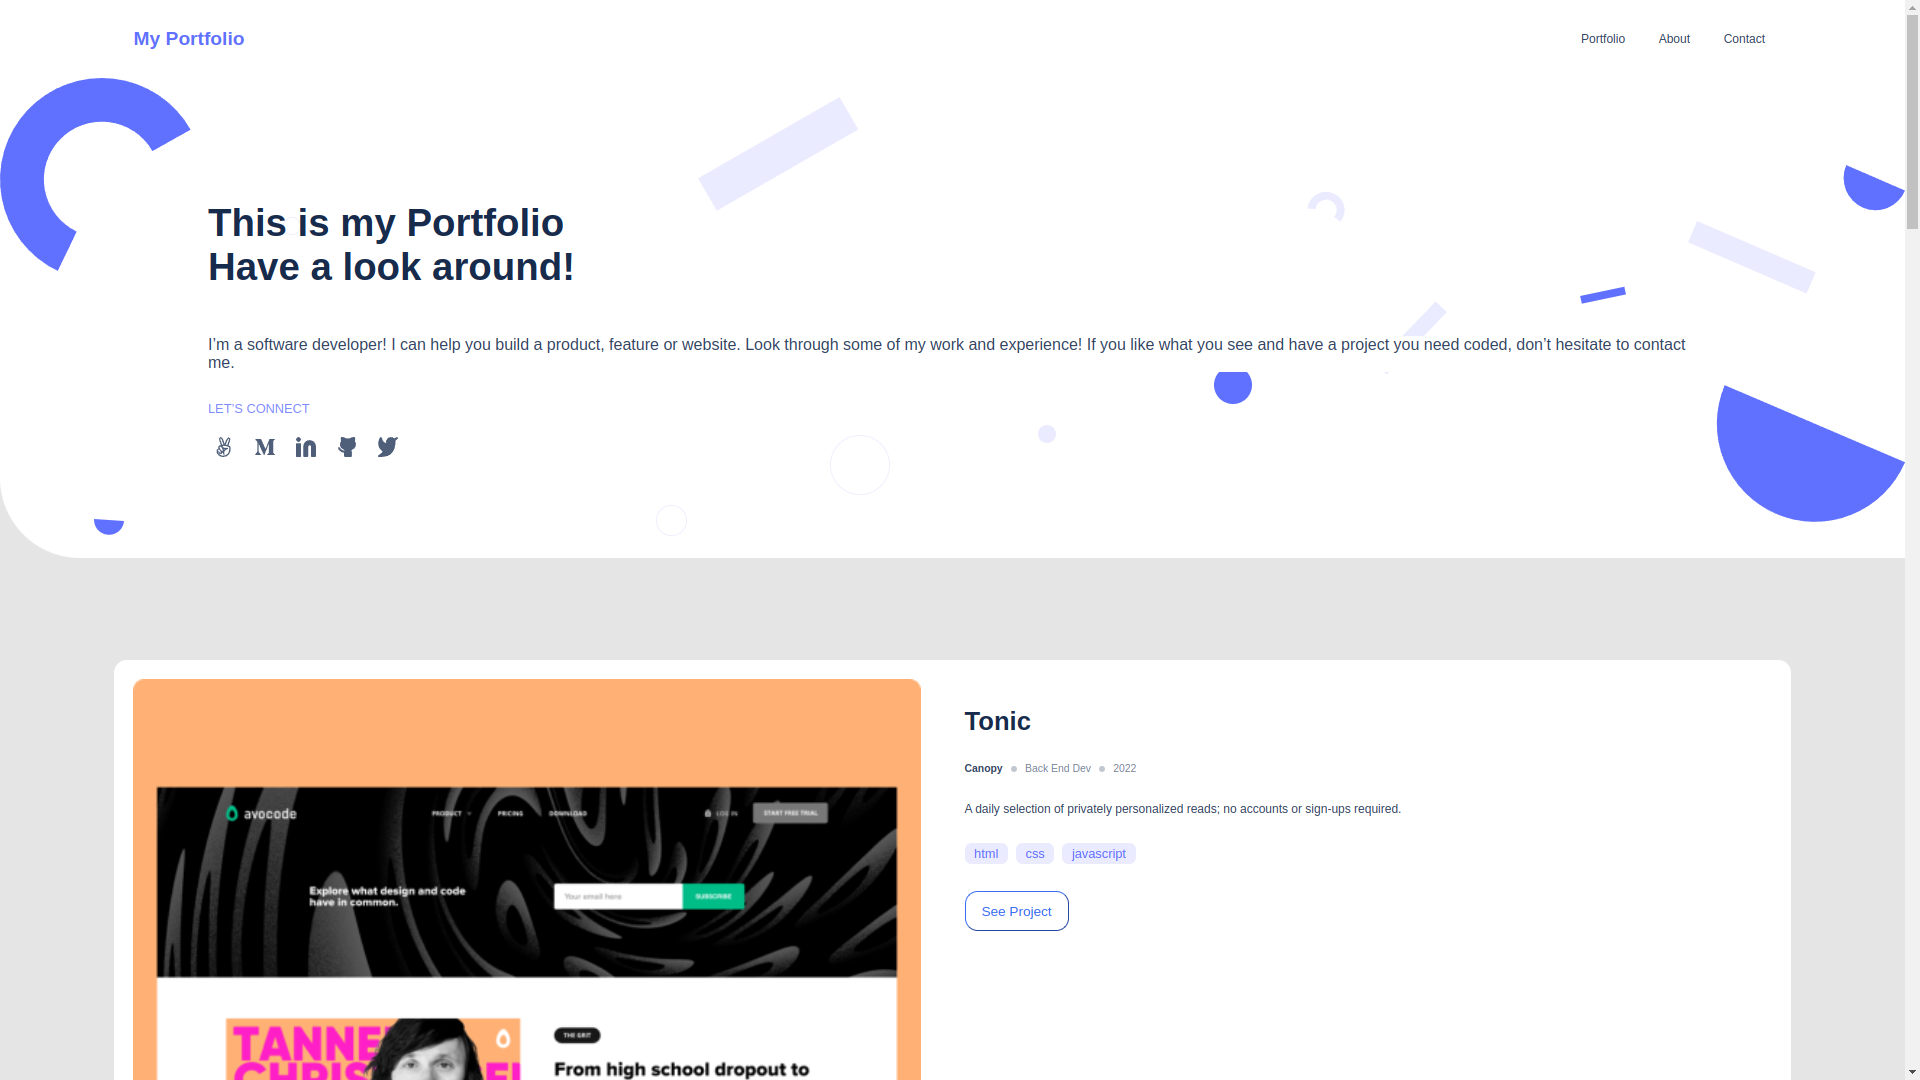 My Portfolio
Portfolio
About
Contact
This is my Portfolio
Have a look around!
I’m a software developer! I can help you build a product, feature or website. Look through some of my work and experience! If you like what you see and have a project you need coded, don’t hesitate to contact
me.
LET’S CONNECT
avocode
PRODUCT
PRICING
DOWNLOAD
LOG IN
START FREE TRIAL
Explore what design and code
have in common.
Your email here
SUBSCRIBE
THE GRIT
From high school dropout to
Tonic
Canopy
Back End Dev
2022
A daily selection of privately personalized reads; no accounts or sign-ups required.
html
css
javascript
See Project